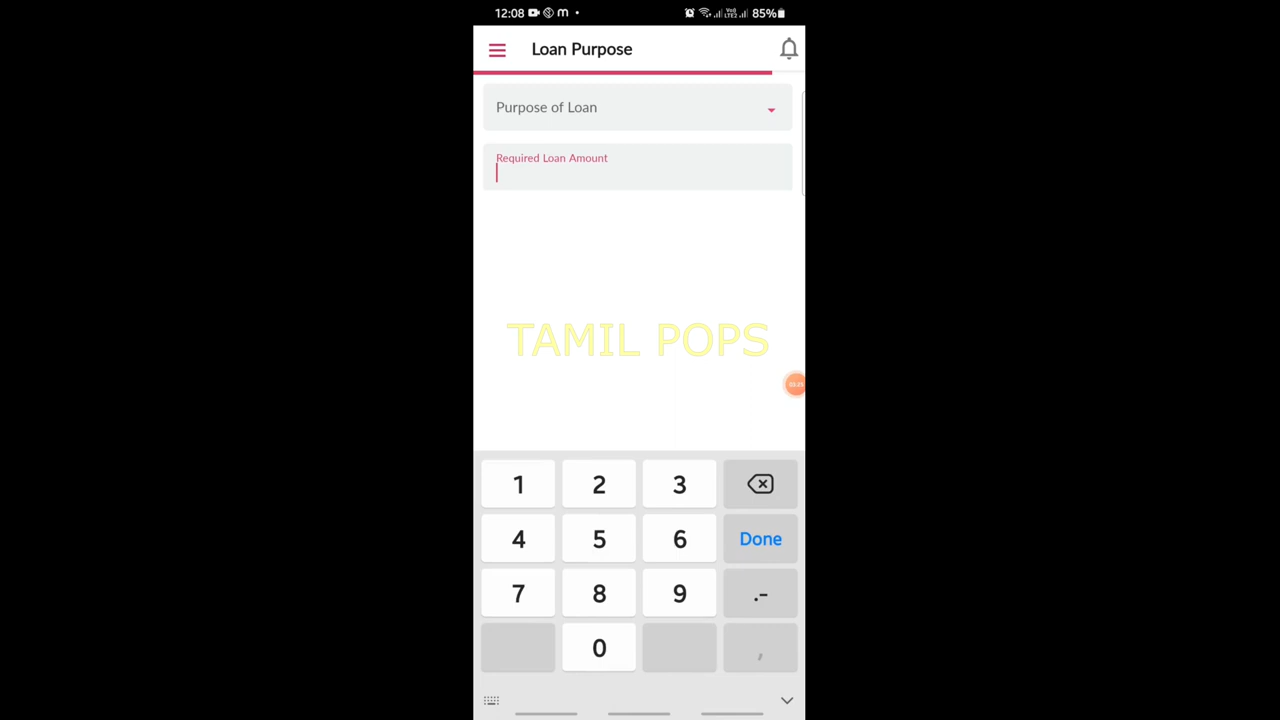 12:08 85%
Loan Purpose
Purpose of Loan
Required Loan Amount
TAMIL POPS
1 2 3
4 5 6 Done
7 8 9 .-
0 ,